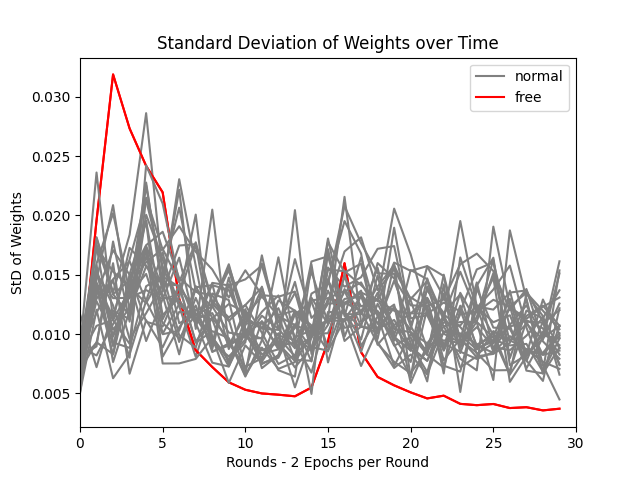 Standard Deviation of Weights over Time
normal
free
StD of Weights
0.030
0.025
0.020
0.015
0.010
0.005
0
5
10
15
20
25
30
Rounds - 2 Epochs per Round